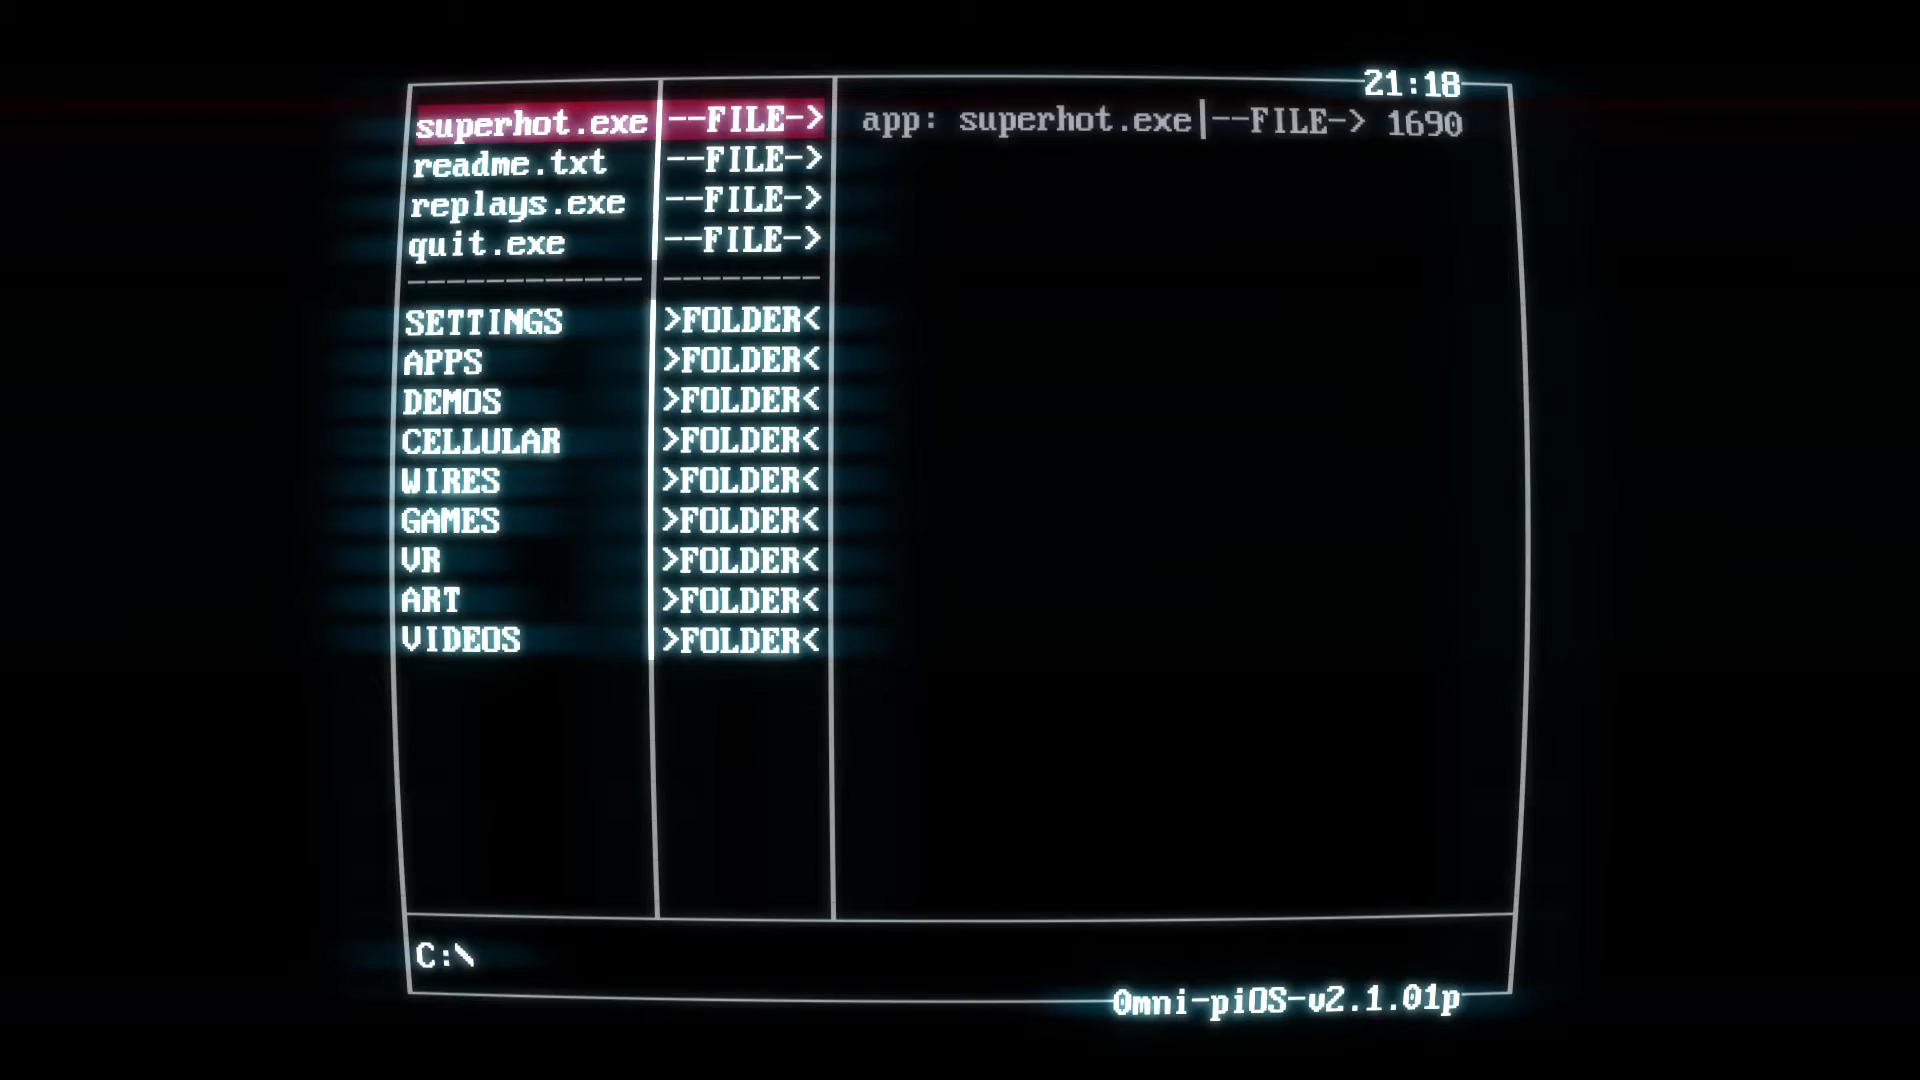 21:18
superhot.exe --FILE-> app: superhot.exe|--FILE-> 1690
readme.txt --FILE->
replays.exe --FILE->
quit.exe --FILE->
------------ --------
SETTINGS >FOLDER<
APPS >FOLDER<
DEMOS >FOLDER<
CELLULAR >FOLDER<
WIRES >FOLDER<
GAMES >FOLDER<
VR >FOLDER<
ART >FOLDER<
VIDEOS >FOLDER<
C:\
0mni-piOS-v2.1.01p